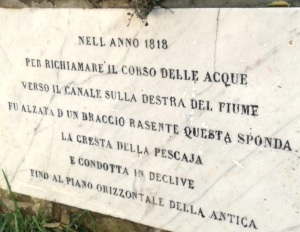 NELL ANNO 1818
PER RICHIAMARE IL CORSO DELLE ACQUE
VERSO IL CANALE SULLA DESTRA DEL FIUME
FU ALZATA D UN BRACCIO RASENTE QUESTA SPONDA
LA CRESTA DELLA PESCAJA
E CONDOTTA IN DECLIVE
FINO AL PIANO ORIZZONTALE DELLA ANTICA